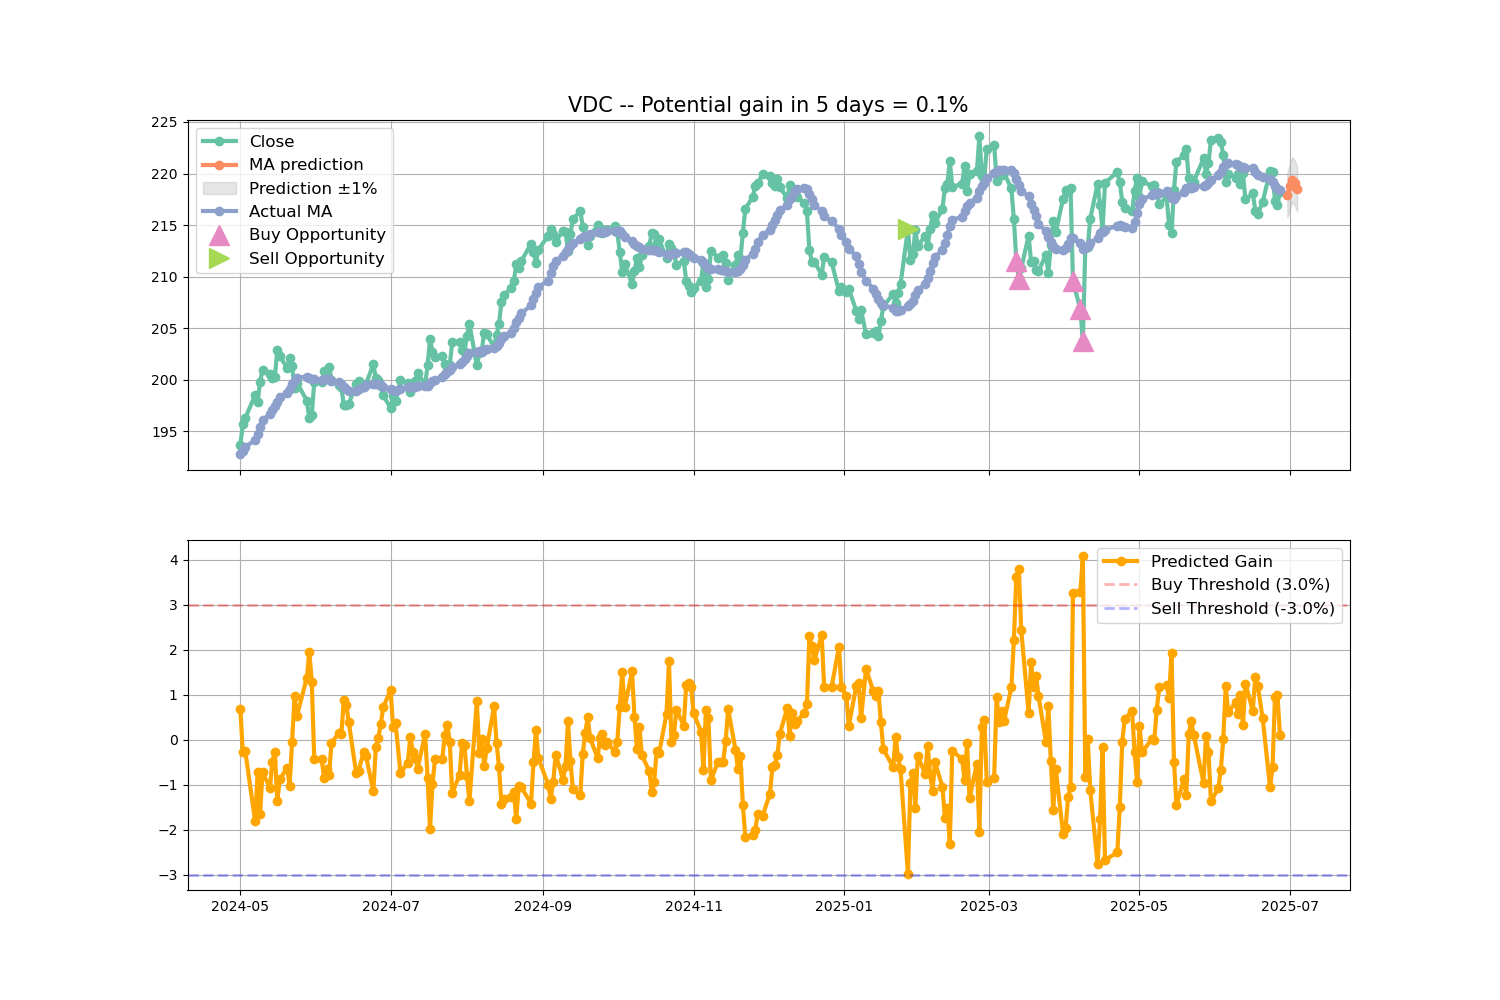 VDC -- Potential gain in 5 days = 0.1%
225
220
215
210
205
200
195
Close
MA prediction
Prediction ±1%
Actual MA
Buy Opportunity
Sell Opportunity
4
3
2
1
0
−1
−2
−3
Predicted Gain
Buy Threshold (3.0%)
Sell Threshold (-3.0%)
2024-05
2024-07
2024-09
2024-11
2025-01
2025-03
2025-05
2025-07